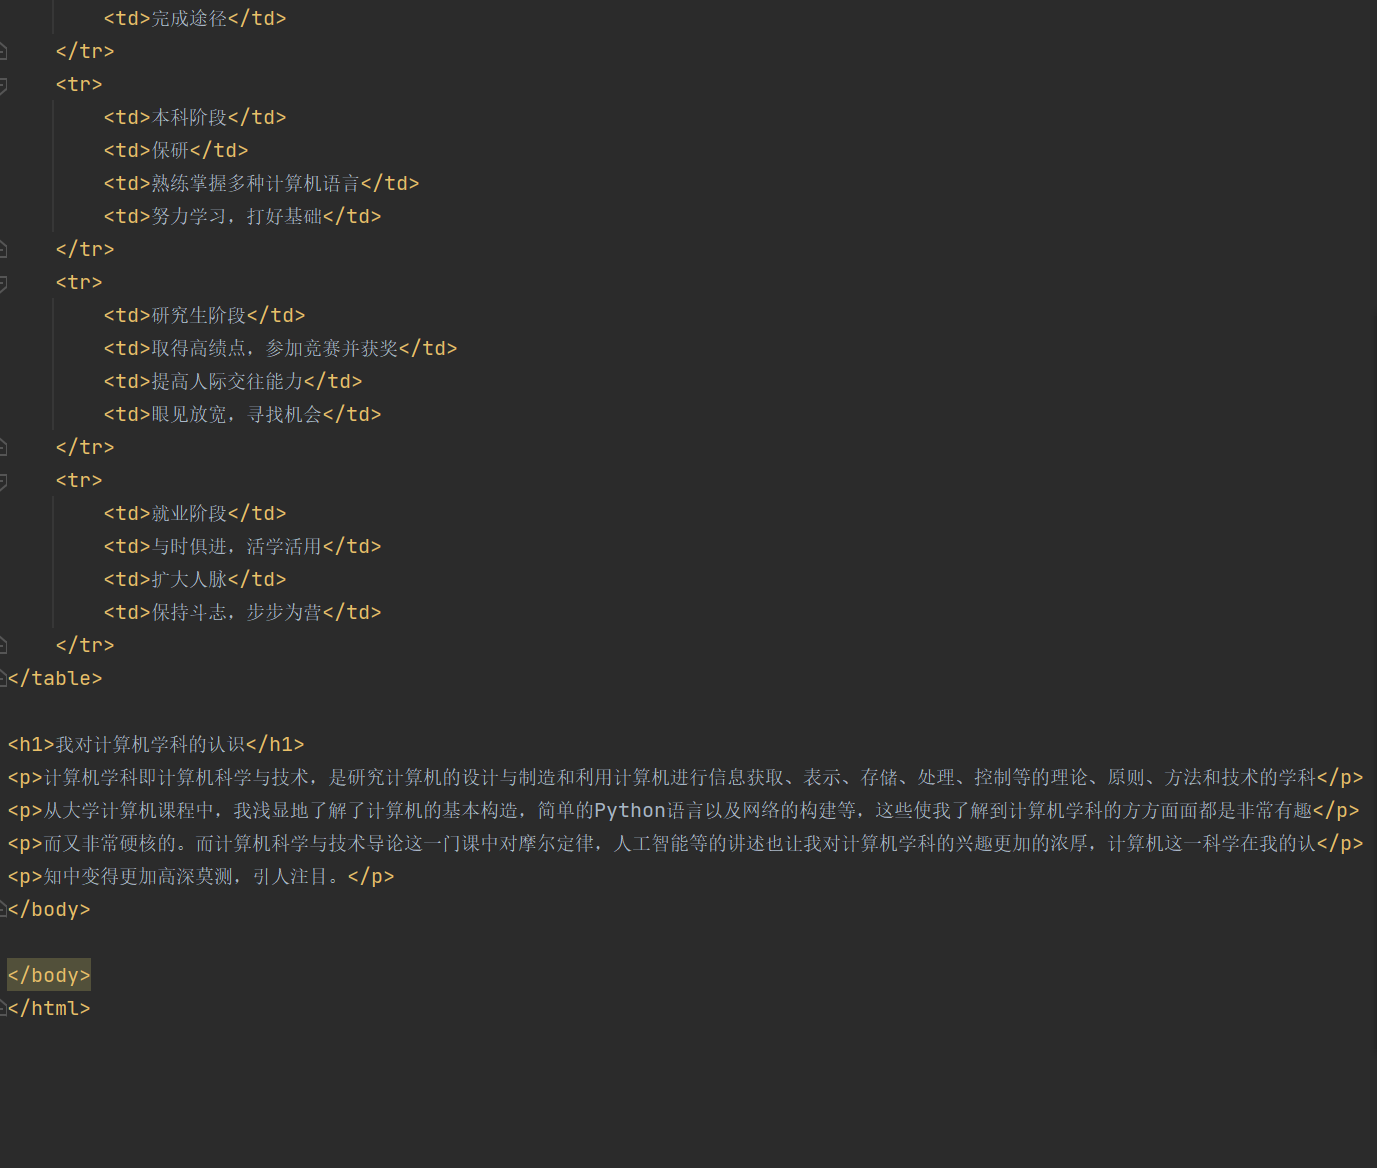 <td>完成途径</td>
</tr>
<tr>
<td>本科阶段</td>
<td>保研</td>
<td>熟练掌握多种计算机语言</td>
<td>努力学习，打好基础</td>
</tr>
<tr>
<td>研究生阶段</td>
<td>取得高绩点，参加竞赛并获奖</td>
<td>提高人际交往能力</td>
<td>眼见放宽，寻找机会</td>
</tr>
<tr>
<td>就业阶段</td>
<td>与时俱进，活学活用</td>
<td>扩大人脉</td>
<td>保持斗志，步步为营</td>
</tr>
</table>
<h1>我对计算机学科的认识</h1>
<p>计算机学科即计算机科学与技术，是研究计算机的设计与制造和利用计算机进行信息获取、表示、存储、处理、控制等的理论、原则、方法和技术的学科</p>
<p>从大学计算机课程中，我浅显地了解了计算机的基本构造，简单的Python语言以及网络的构建等，这些使我了解到计算机学科的方方面面都是非常有趣</p>
<p>而又非常硬核的。而计算机科学与技术导论这一门课中对摩尔定律，人工智能等的讲述也让我对计算机学科的兴趣更加的浓厚，计算机这一科学在我的认</p>
<p>知中变得更加高深莫测，引人注目。</p>
</body>
</body>
</html>